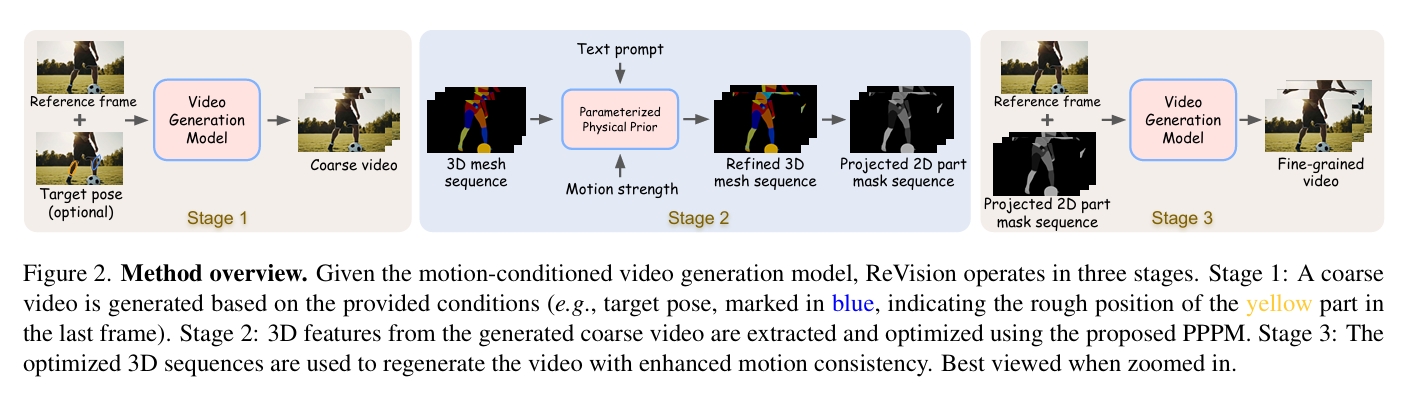 Reference frame
+
Target pose
(optional)
Video
Generation
Model
Coarse video
Stage 1
Text prompt
3D mesh
sequence
Parameterized
Physical Prior
Motion strength
Refined 3D
mesh sequence
Projected 2D part
mask sequence
Stage 2
Reference frame
+
Projected 2D part
mask sequence
Video
Generation
Model
Fine-grained
video
Stage 3
Figure 2. Method overview. Given the motion-conditioned video generation model, ReVision operates in three stages. Stage 1: A coarse
video is generated based on the provided conditions (e.g., target pose, marked in blue, indicating the rough position of the yellow part in
the last frame). Stage 2: 3D features from the generated coarse video are extracted and optimized using the proposed PPPM. Stage 3: The
optimized 3D sequences are used to regenerate the video with enhanced motion consistency. Best viewed when zoomed in.